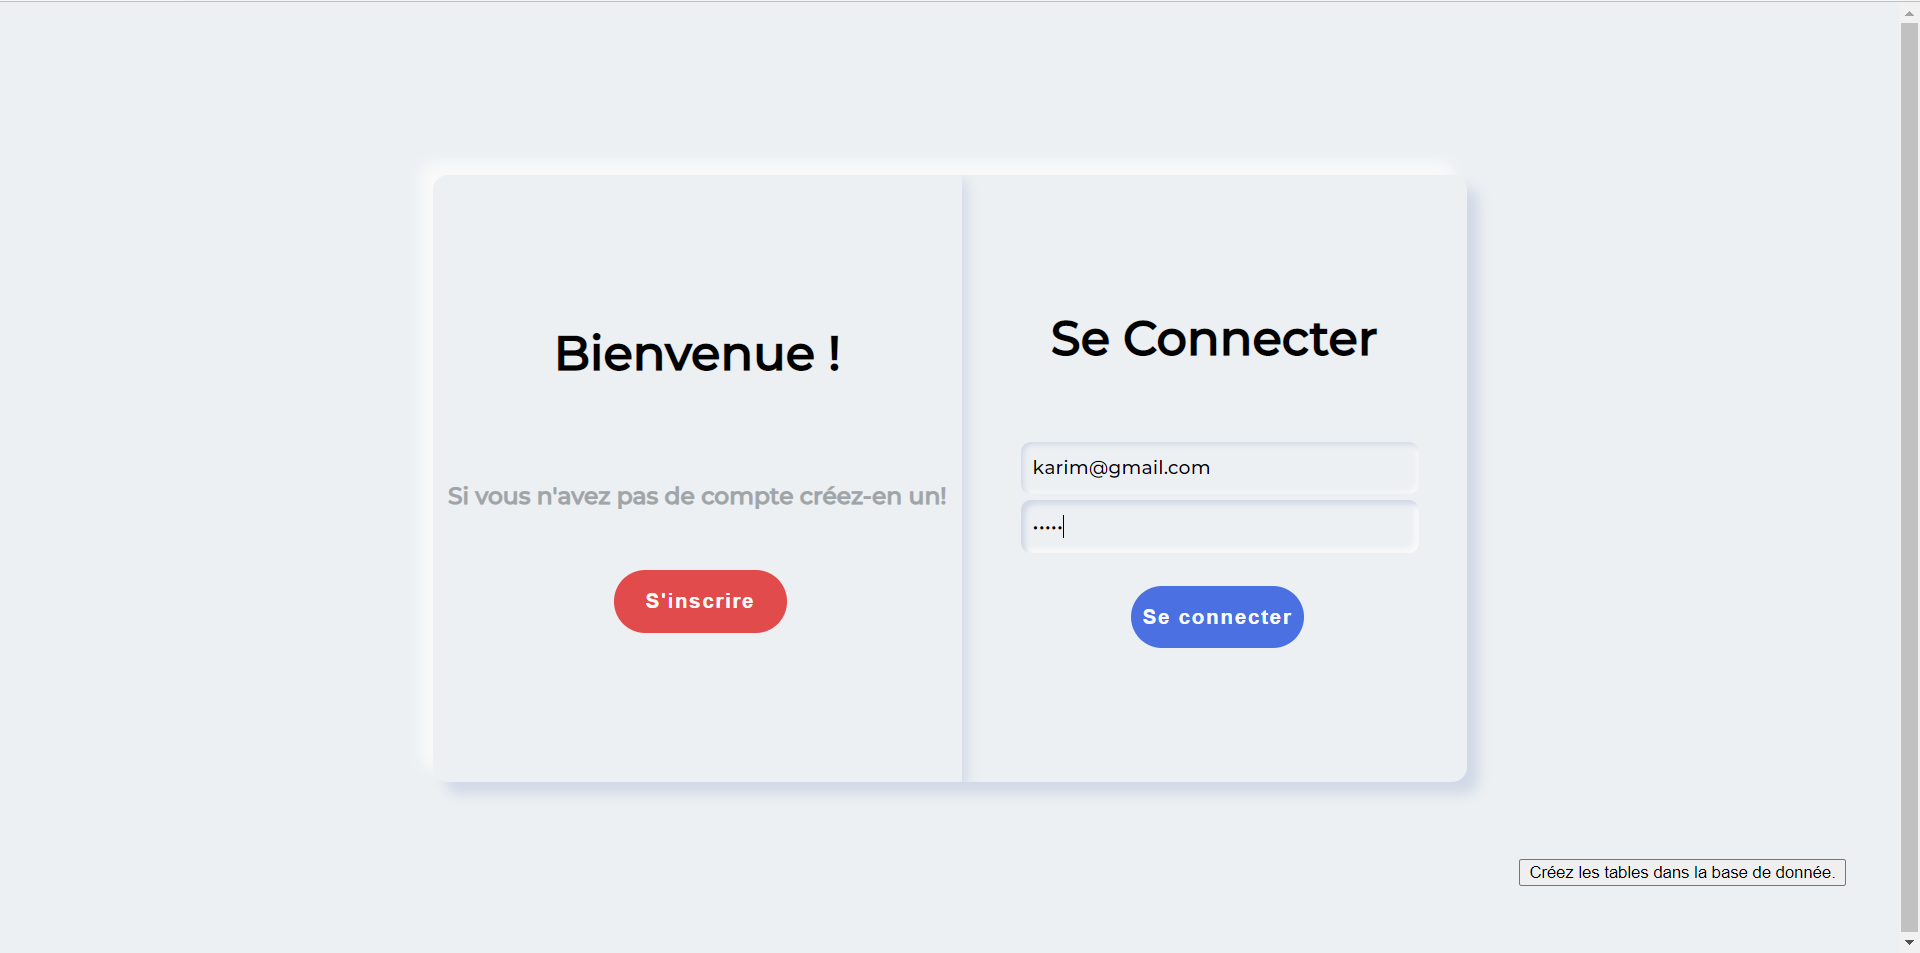 Bienvenue !
Si vous n'avez pas de compte créez-en un!
S'inscrire
Se Connecter
karim@gmail.com
•••••
Se connecter
Créez les tables dans la base de donnée.